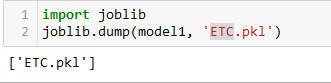 1 import joblib
2 joblib.dump(model1, 'ETC.pkl')
['ETC.pkl']